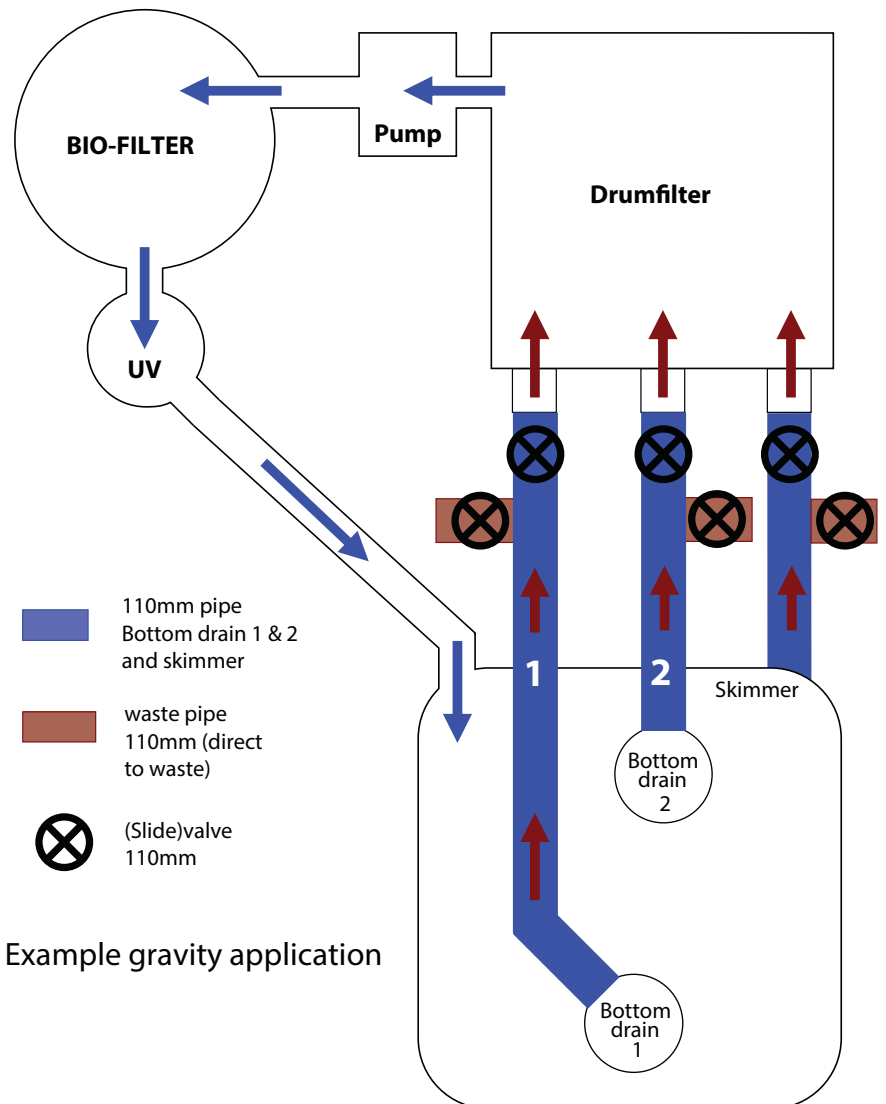 BIO-FILTER
Pump
Drumfilter
UV
110mm pipe
Bottom drain 1 & 2
and skimmer
waste pipe
110mm (direct
to waste)
(Slide)valve
110mm
Example gravity application
1
2
Skimmer
Bottom
drain
2
Bottom
drain
1